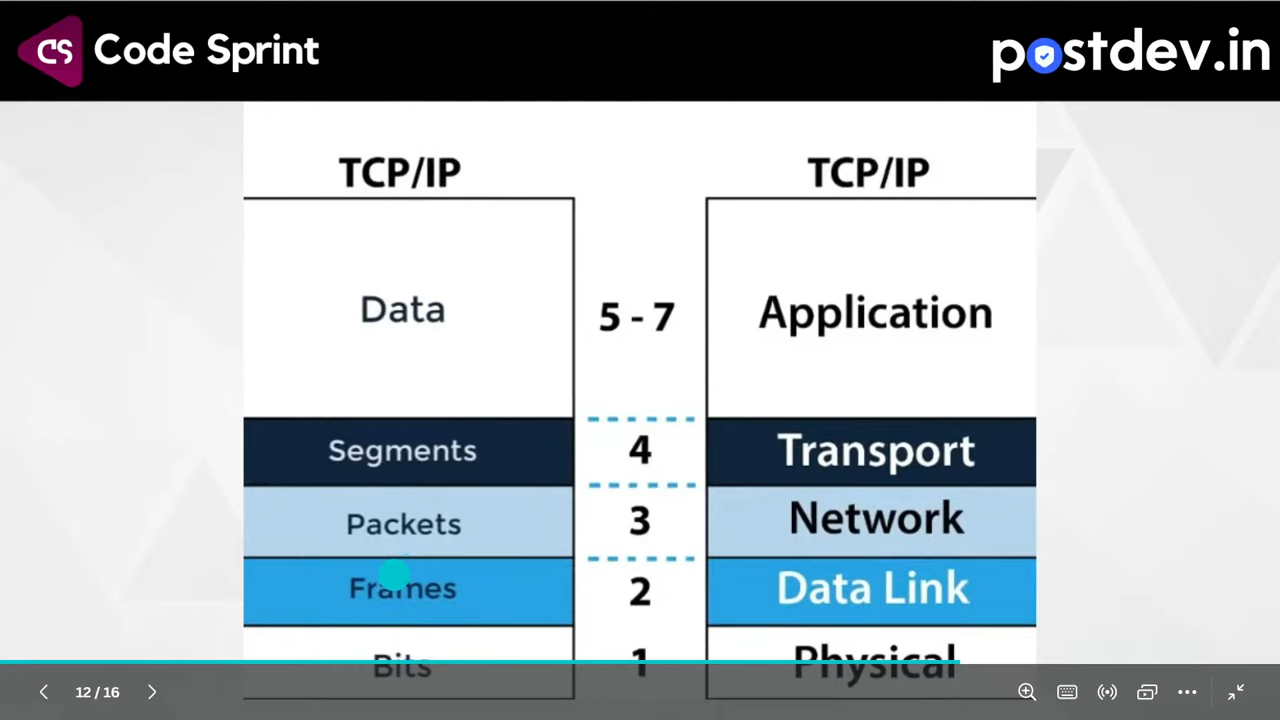 CS Code Sprint
postdev.in
TCP/IP TCP/IP
Data 5 - 7 Application
Segments 4 Transport
Packets 3 Network
Frames 2 Data Link
Bits 1 Physical
12 / 16